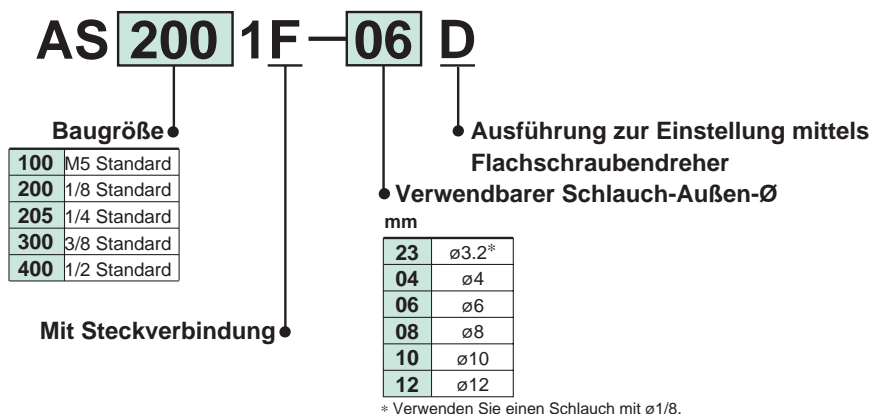 AS 200 1F — 06 D
Baugröße
100 M5 Standard
200 1/8 Standard
205 1/4 Standard
300 3/8 Standard
400 1/2 Standard
Mit Steckverbindung
Ausführung zur Einstellung mittels
Flachschraubendreher
Verwendbarer Schlauch-Außen-Ø
mm
23 ø3.2*
04 ø4
06 ø6
08 ø8
10 ø10
12 ø12
* Verwenden Sie einen Schlauch mit ø1/8.